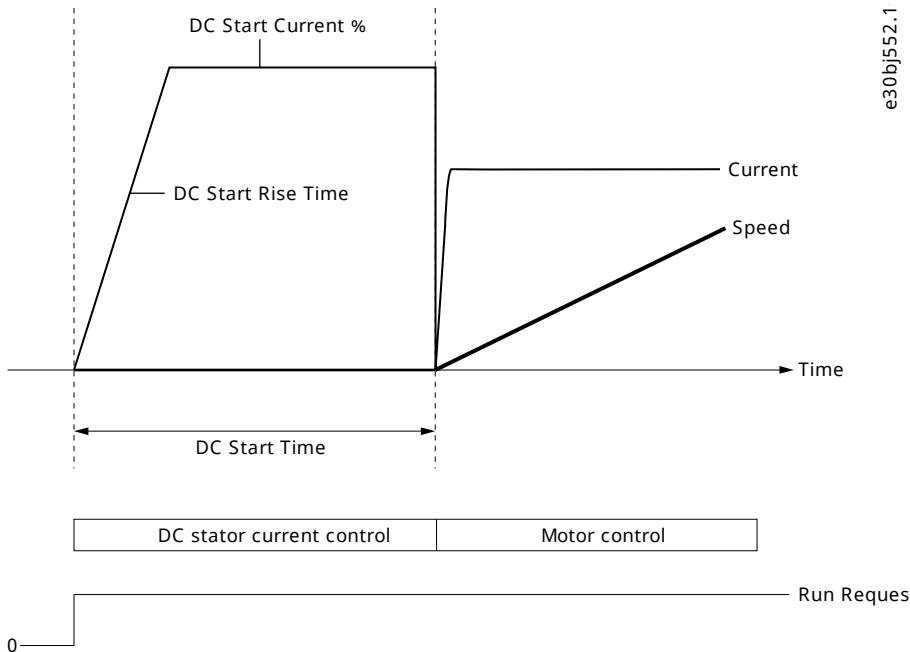 DC Start Current %
e30bj552.1
Current
DC Start Rise Time
Speed
Time
DC Start Time
DC stator current control
Motor control
Run Reques
0